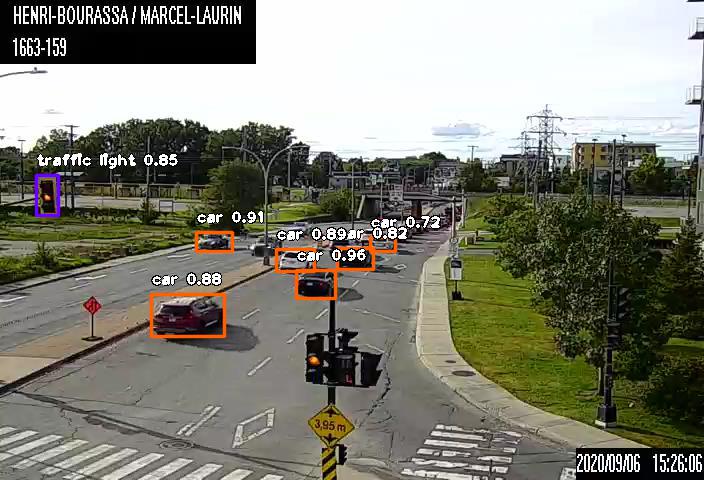 HENRI-BOURASSA / MARCEL-LAURIN
1663-159
traffic light 0.85
car 0.91
car 0.72
car 0.89
ar 0.82
car 0.96
car 0.88
3,95 m
2020/09/06 15:26:06